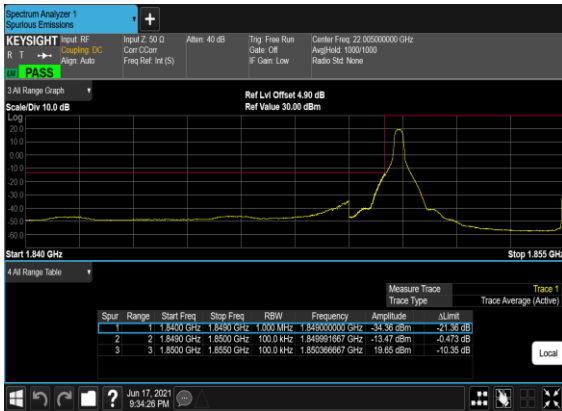 Spectrum Analyzer 1
Spurious Emissions
KEYSIGHT Input: RF Input Z: 50 Ω Atten: 40 dB Trig: Free Run Center Freq: 22.005000000 GHz
R T Coupling: DC Corr CCorr Gate: Off Avg|Hold: 1000/1000
Align: Auto Freq Ref: Int (S) IF Gain: Low Radio Std: None
PASS
3 All Range Graph
Ref Lvl Offset 4.90 dB
Scale/Div 10.0 dB Ref Value 30.00 dBm
Log
20.0
10.0
0.00
-10.0
-20.0
-30.0
-40.0
-50.0
-60.0
Start 1.840 GHz Stop 1.855 GHz
4 All Range Table
Measure Trace Trace 1
Trace Type Trace Average (Active)
Spur Range Start Freq Stop Freq RBW Frequency Amplitude ΔLimit
1 1 1.8400 GHz 1.8490 GHz 1.000 MHz 1.849000000 GHz -34.36 dBm -21.36 dB
2 2 1.8490 GHz 1.8500 GHz 100.0 kHz 1.849991667 GHz -13.47 dBm -0.473 dB
3 3 1.8500 GHz 1.8550 GHz 100.0 kHz 1.850366667 GHz 19.65 dBm -10.35 dB
Local
?
Jun 17, 2021
9:34:26 PM